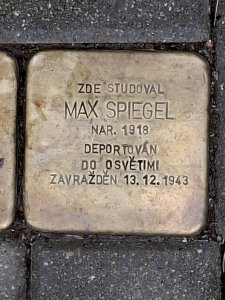 ZDE STUDOVAL
MAX SPIEGEL
NAR. 1918
DEPORTOVÁN
DO OSVĚTIMI
ZAVRAŽDĚN 13.12.1943